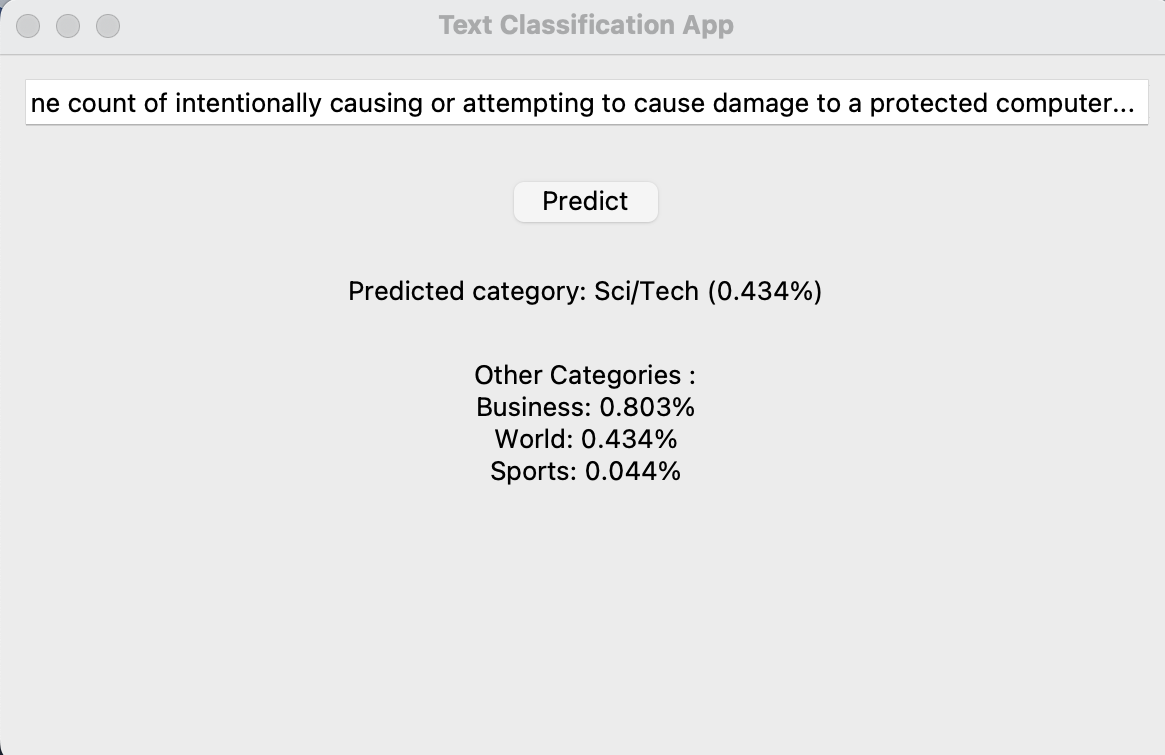 Text Classification App
ne count of intentionally causing or attempting to cause damage to a protected computer...
Predict
Predicted category: Sci/Tech (0.434%)
Other Categories :
Business: 0.803%
World: 0.434%
Sports: 0.044%